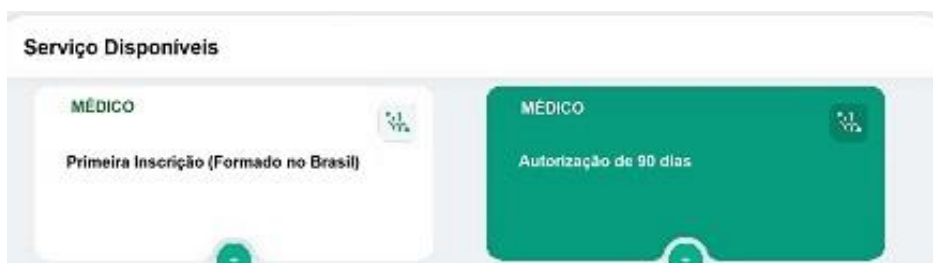 Serviço Disponíveis
MÉDICO
Primeira Inscrição (Formado no Brasil)
MÉDICO
Autorização de 90 dias